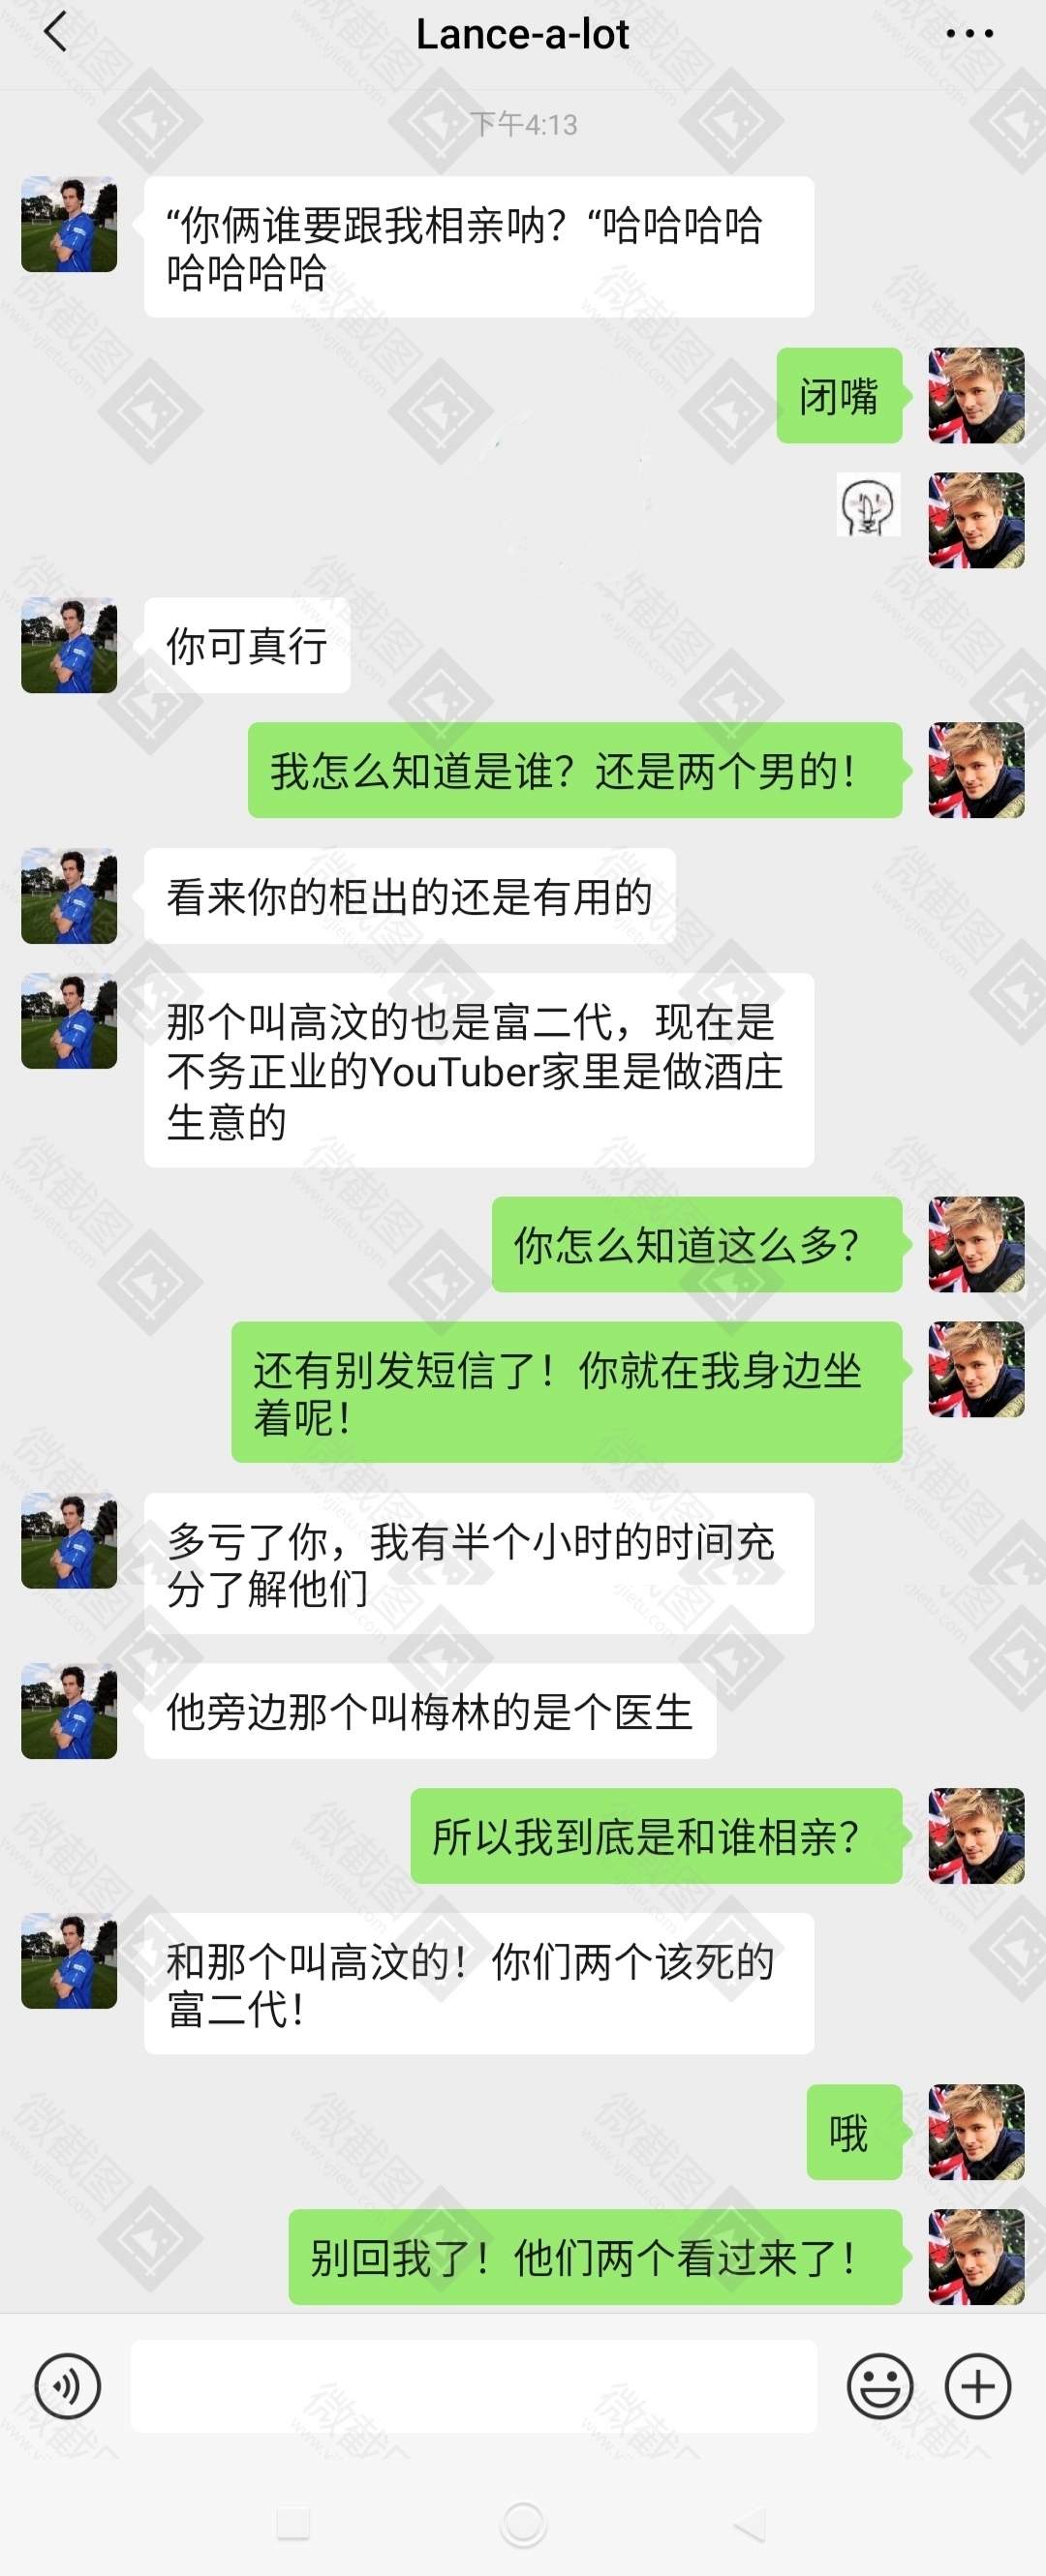 Lance-a-lot
下午4:13
“你俩谁要跟我相亲呐？“哈哈哈哈
哈哈哈哈
闭嘴
你可真行
我怎么知道是谁？还是两个男的！
看来你的柜出的还是有用的
那个叫高汶的也是富二代，现在是
不务正业的YouTuber家里是做酒庄
生意的
你怎么知道这么多？
还有别发短信了！你就在我身边坐
着呢！
多亏了你，我有半个小时的时间充
分了解他们
他旁边那个叫梅林的是个医生
所以我到底是和谁相亲？
和那个叫高汶的！你们两个该死的
富二代！
哦
别回我了！他们两个看过来了！
微截图
www.vjietu.com